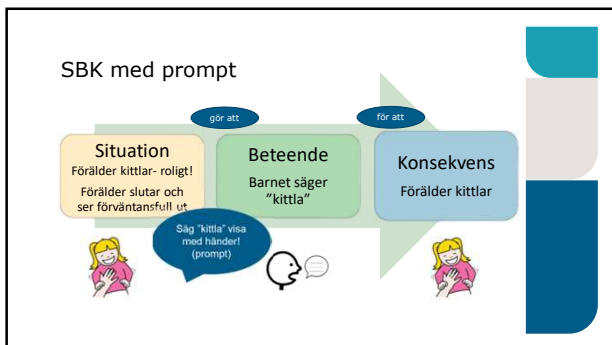 SBK med prompt
gör att
för att
Situation
Förälder kittlar- roligt!
Förälder slutar och
ser förväntansfull ut
Säg "kittla" visa
med händer!
(prompt)
Beteende
Barnet säger
”kittla”
Konsekvens
Förälder kittlar